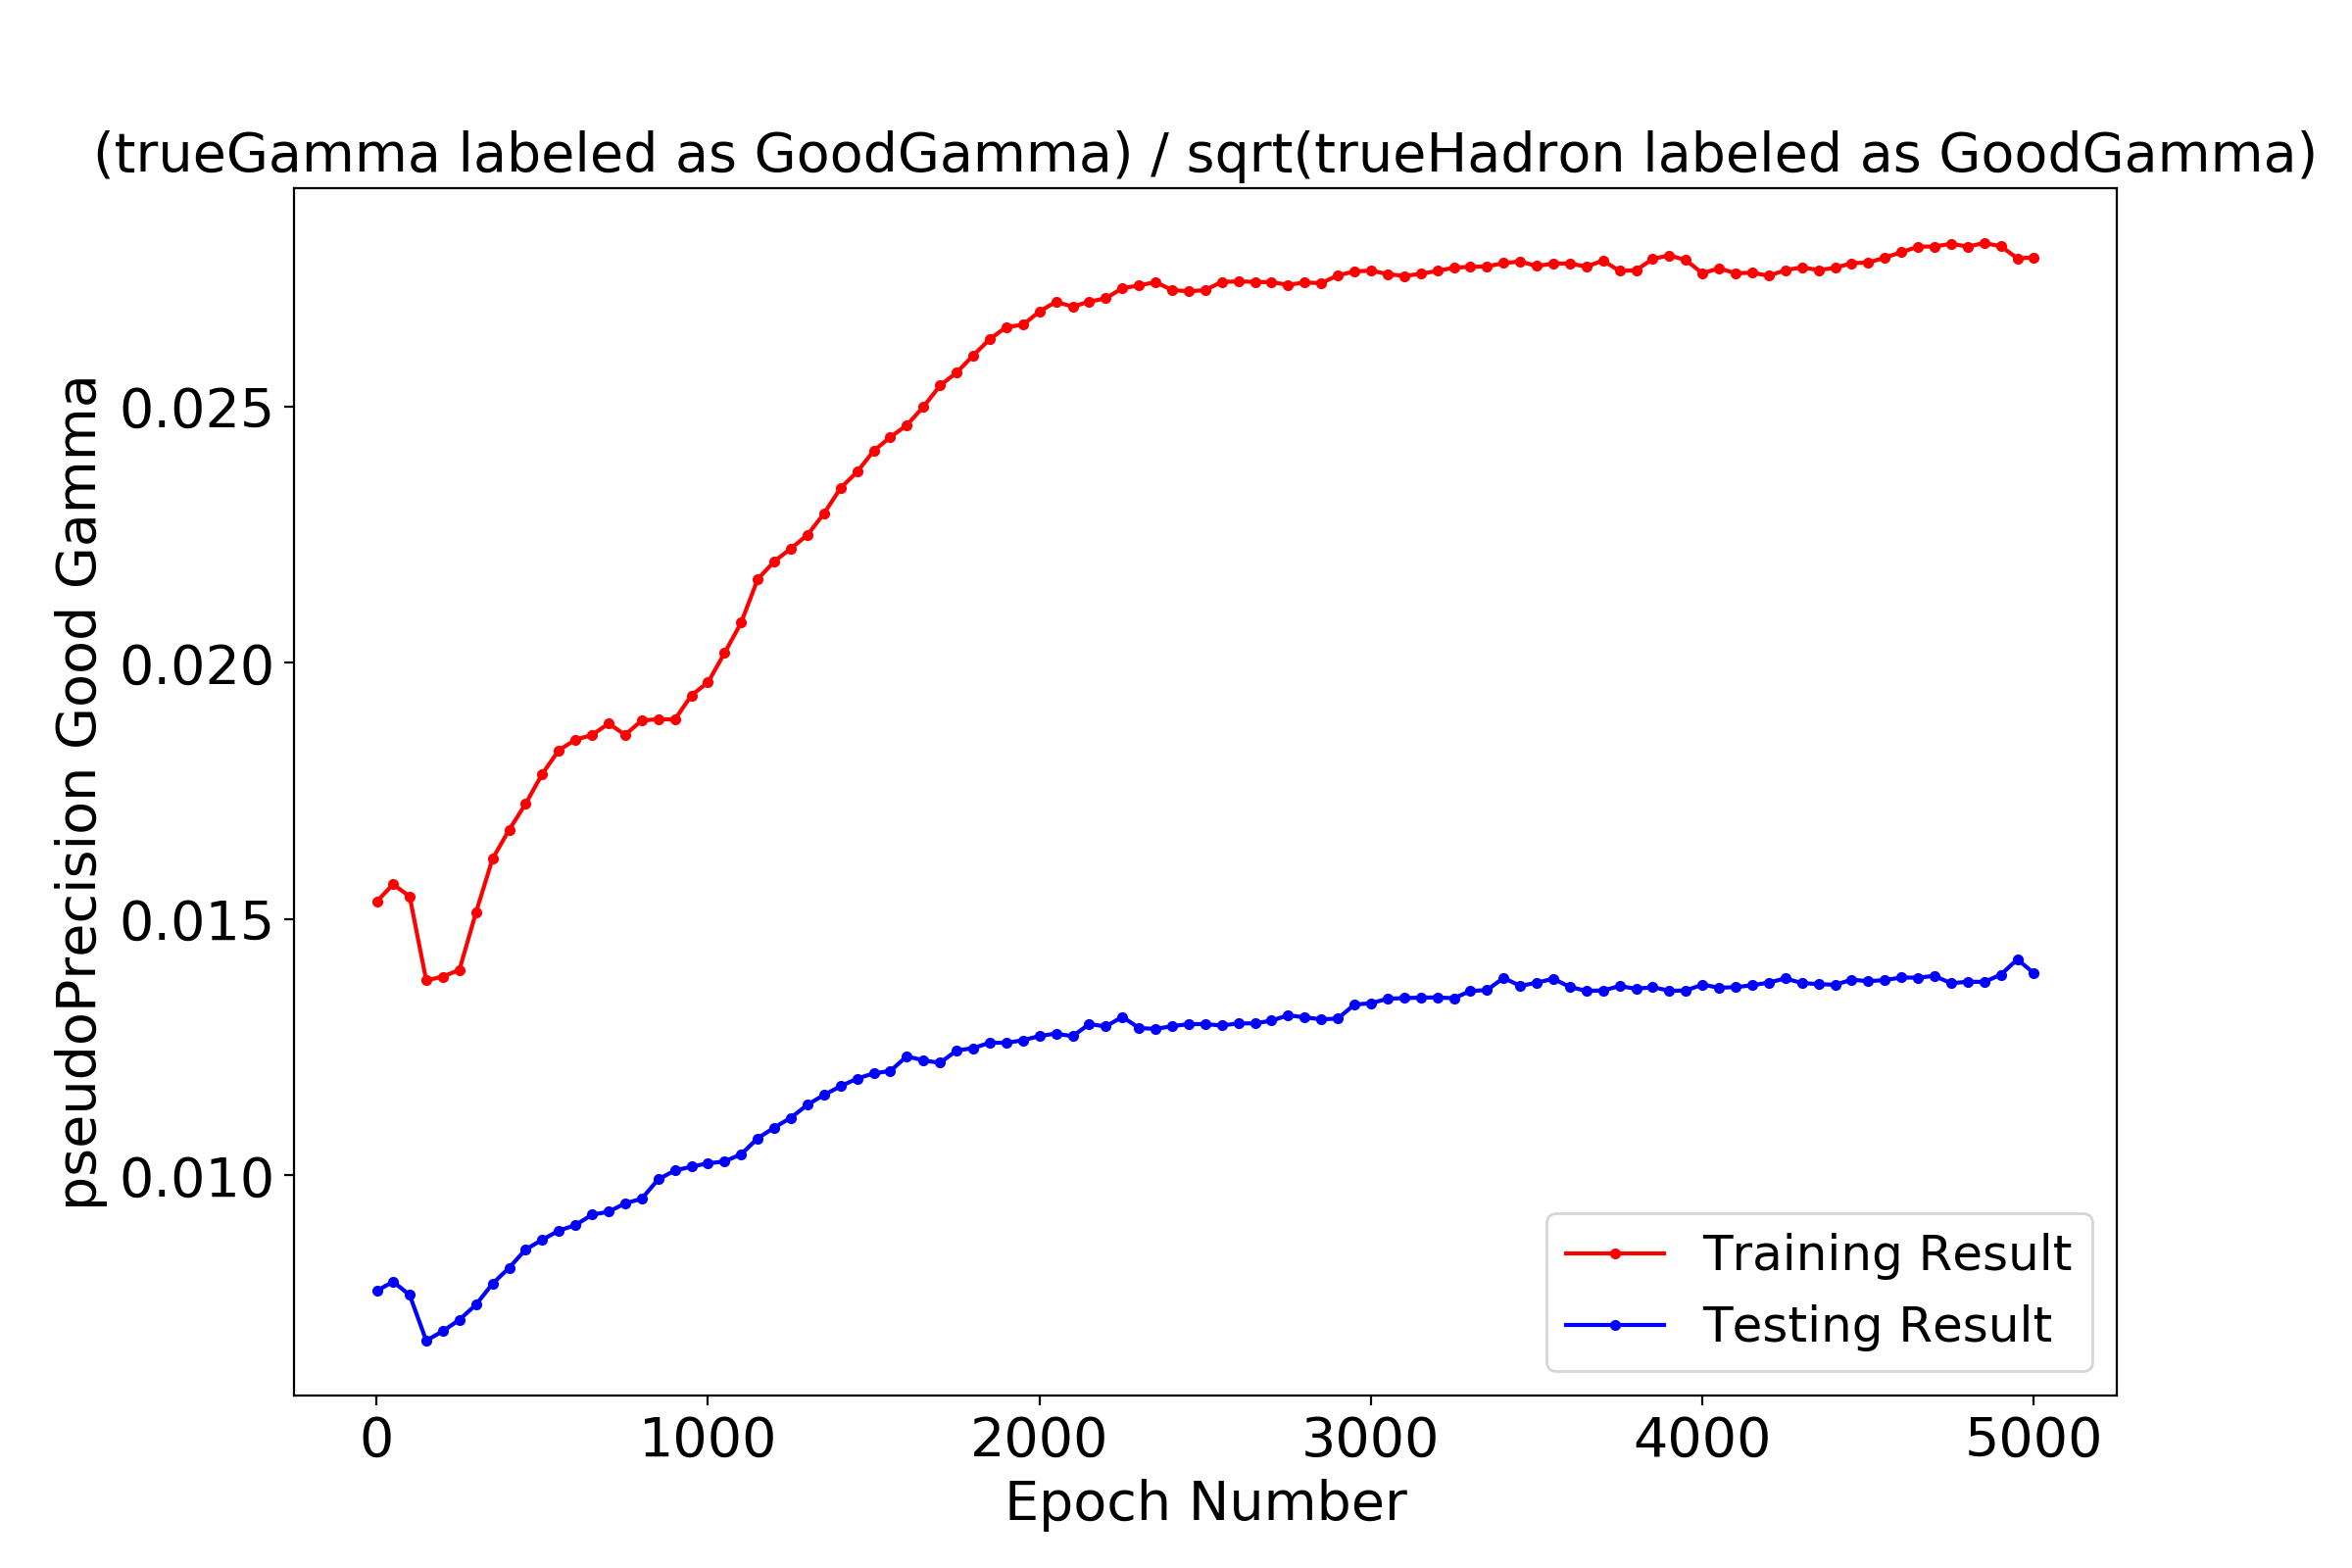 (trueGamma labeled as GoodGamma) / sqrt(trueHadron labeled as GoodGamma)
pseudoPrecision Good Gamma
0.025
0.020
0.015
0.010
Training Result
Testing Result
0 1000 2000 3000 4000 5000
Epoch Number